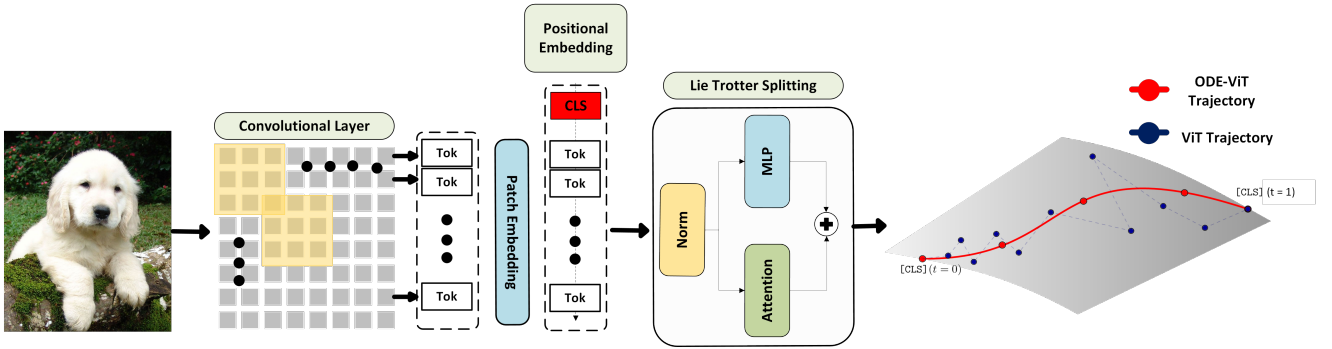 Positional
Embedding
Lie Trotter Splitting
ODE-ViT
Trajectory
ViT Trajectory
Convolutional Layer
CLS
Tok
Tok
Tok
Patch Embedding
Tok
Tok
Tok
Norm
MLP
Attention
[CLS] (t = 1)
[CLS] (t = 0)